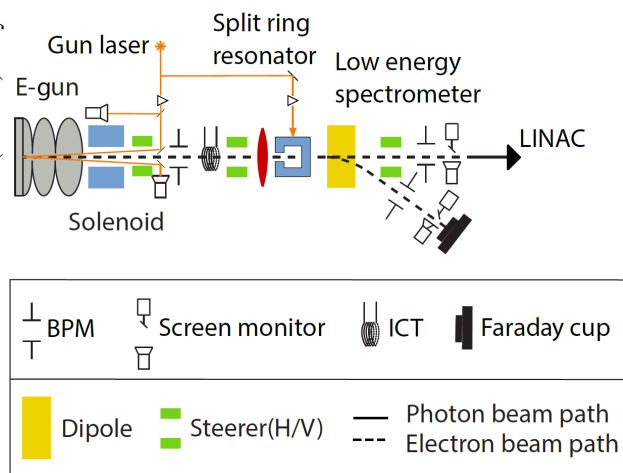 Gun laser
Split ring
resonator
E-gun
Low energy
spectrometer
LINAC
Solenoid
BPM
Screen monitor
ICT
Faraday cup
Dipole
Steerer(H/V)
Photon beam path
Electron beam path